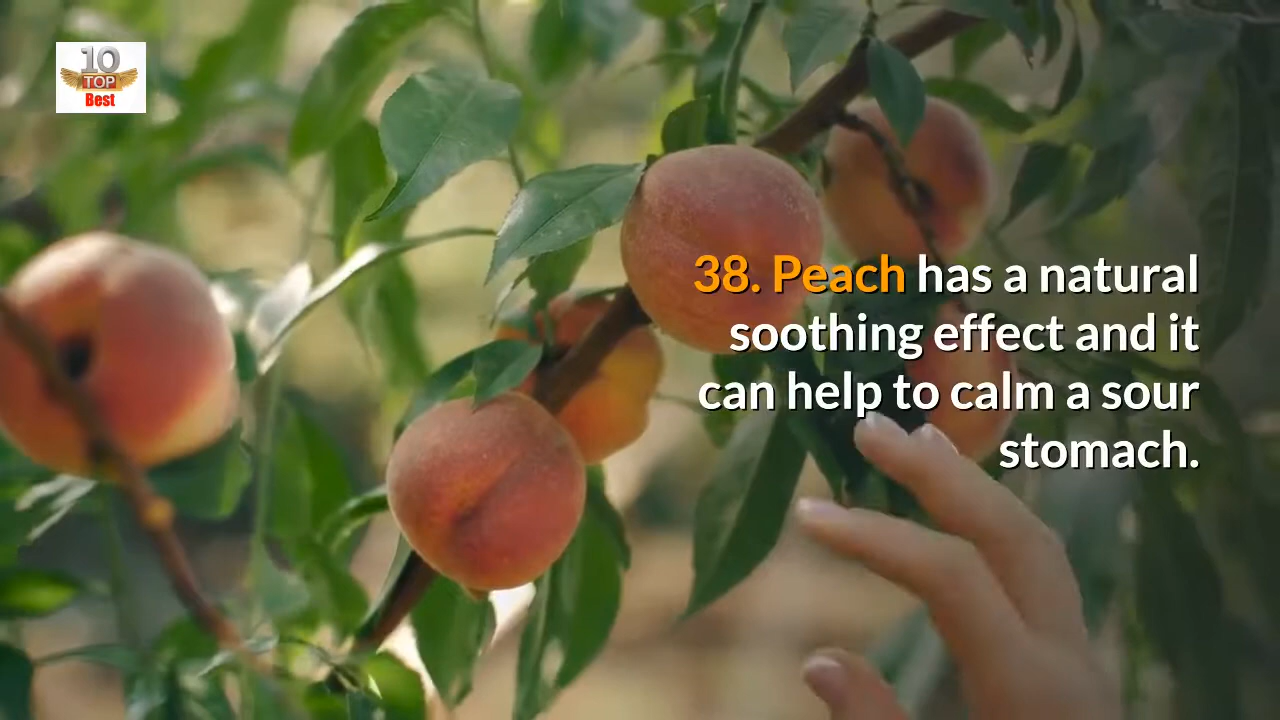 10
TOP
Best
38. Peach has a natural
soothing effect and it
can help to calm a sour
stomach.